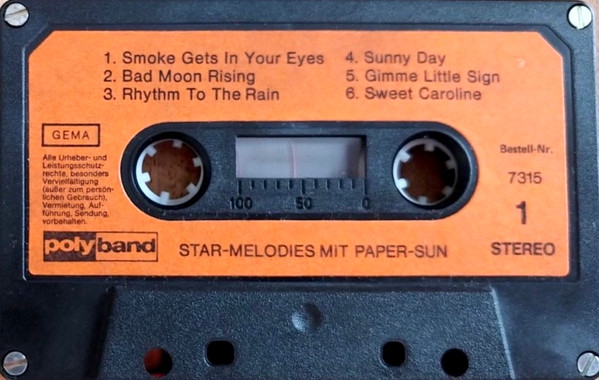 1. Smoke Gets In Your Eyes
2. Bad Moon Rising
3. Rhythm To The Rain
4. Sunny Day
5. Gimme Little Sign
6. Sweet Caroline
GEMA
Alle Urheber- und
Leistungsschutz-
rechte, besonders
Vervielfältigung
(außer zum persön-
lichen Gebrauch),
Vermietung, Auf-
führung, Sendung,
vorbehalten.
100 50 0
Bestell-Nr.
7315
1
STEREO
polyband
STAR-MELODIES MIT PAPER-SUN